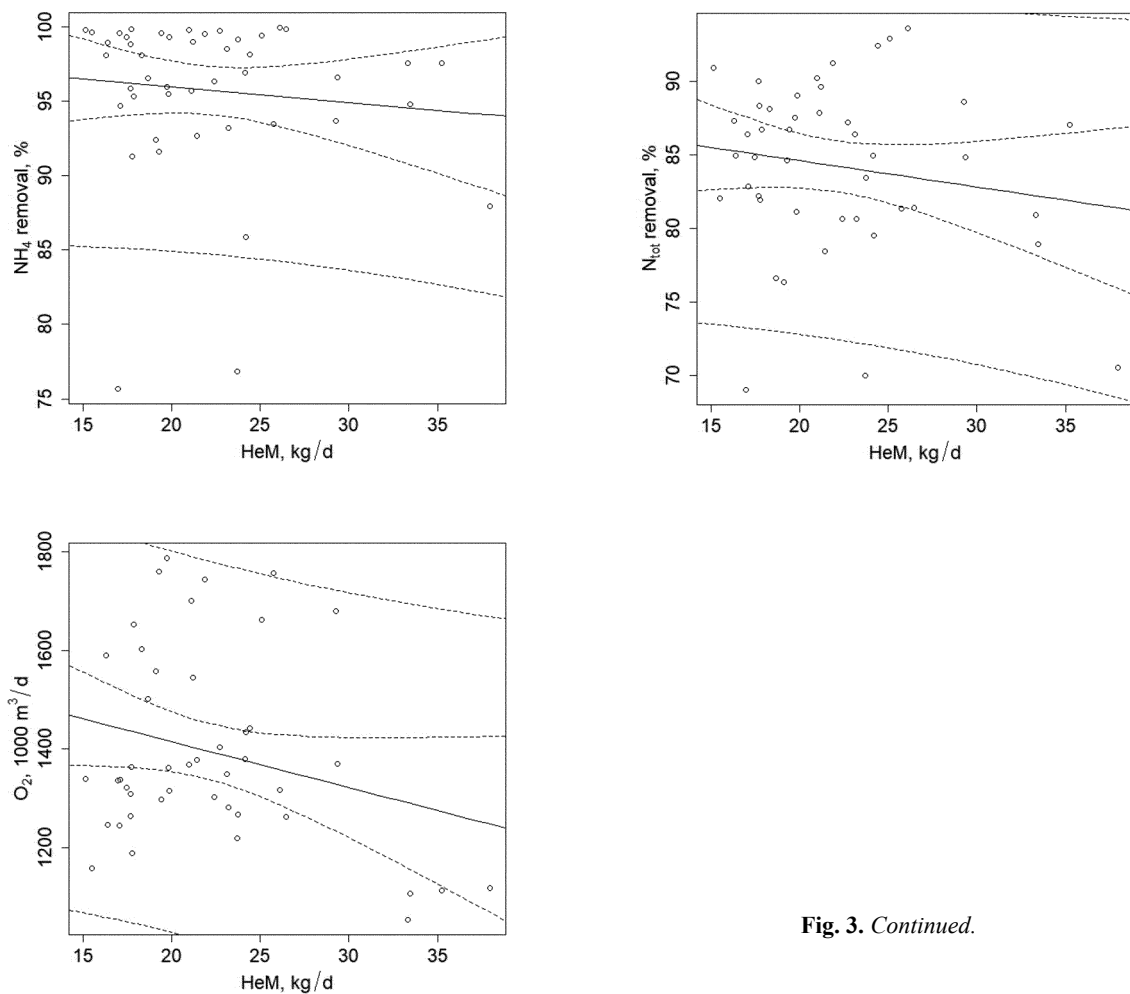 NH₄ removal, %
100
95
90
85
80
75
15 20 25 30 35
HeM, kg/d
Nₜₒₜ removal, %
90
85
80
75
70
15 20 25 30 35
HeM, kg/d
O₂, 1000 m³/d
1800
1600
1400
1200
15 20 25 30 35
HeM, kg/d
Fig. 3. Continued.